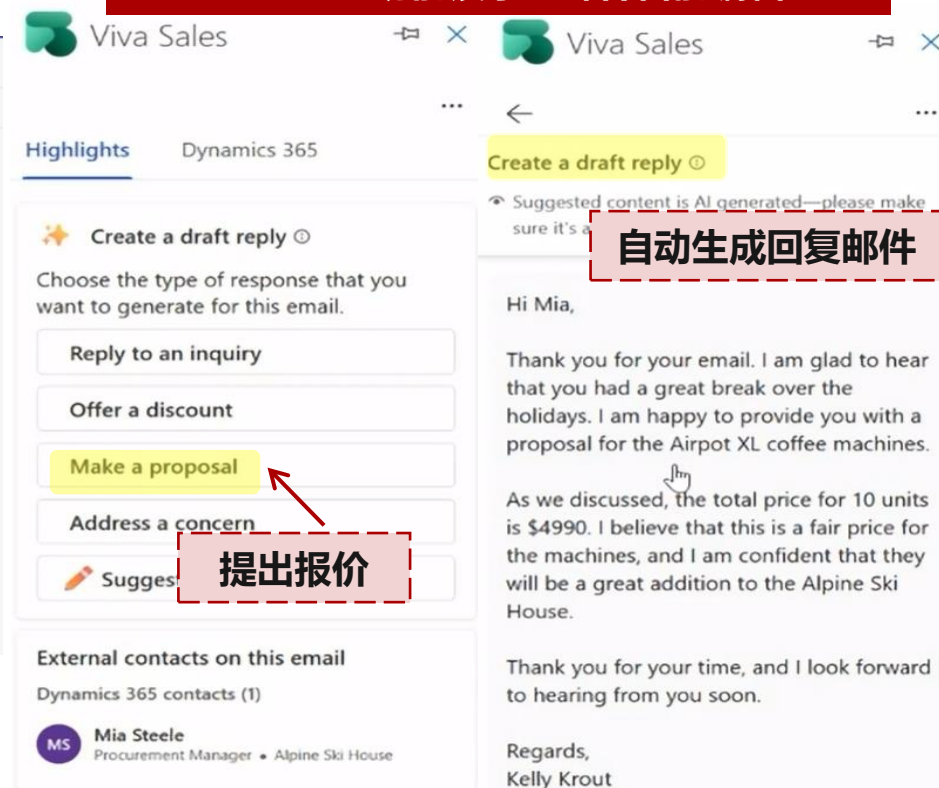 Viva Sales
Highlights
Dynamics 365
Create a draft reply
Choose the type of response that you
want to generate for this email.
Reply to an inquiry
Offer a discount
Make a proposal
Address a concern
提出报价
External contacts on this email
Dynamics 365 contacts (1)
MS
Mia Steele
Procurement Manager • Alpine Ski House
Viva Sales
Create a draft reply
Suggested content is AI generated—please make
sure it's
自动生成回复邮件
Hi Mia,
Thank you for your email. I am glad to hear
that you had a great break over the
holidays. I am happy to provide you with a
proposal for the Airpot XL coffee machines.
As we discussed, the total price for 10 units
is $4990. I believe that this is a fair price for
the machines, and I am confident that they
will be a great addition to the Alpine Ski
House.
Thank you for your time, and I look forward
to hearing from you soon.
Regards,
Kelly Krout